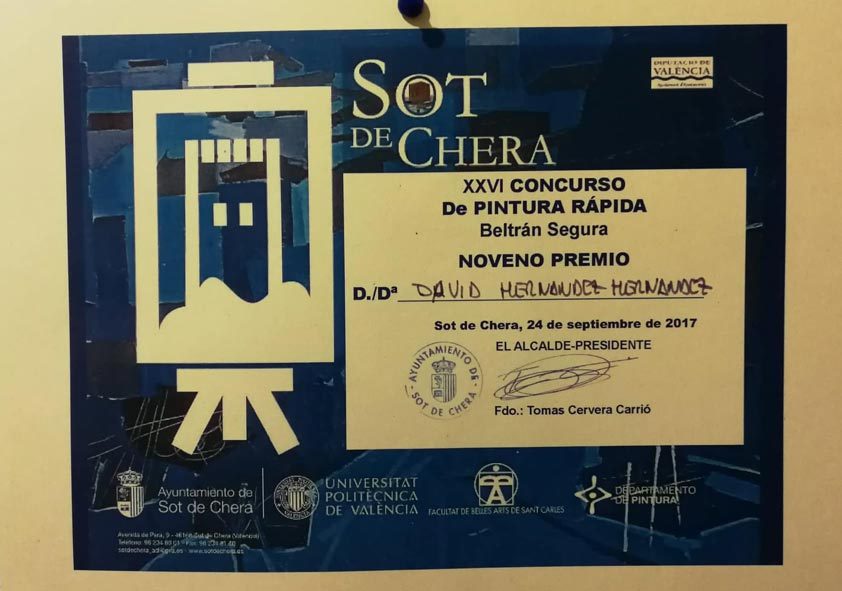 SOT
DE CHERA
DIPUTACIÓ DE
VALÈNCIA
XXVI CONCURSO
De PINTURA RÁPIDA
Beltrán Segura
NOVENO PREMIO
D./Dª DAVID HERNANDEZ HERNANDEZ
Sot de Chera, 24 de septiembre de 2017
EL ALCALDE-PRESIDENTE
AYUNTAMIENTO DE
SOT DE CHERA
Fdo.: Tomas Cervera Carrió
Ayuntamiento de
Sot de Chera
UNIVERSITAT
POLITÈCNICA
DE VALÈNCIA
FACULTAT DE BELLES ARTS DE SANT CARLES
DEPARTAMENTO
DE PINTURA